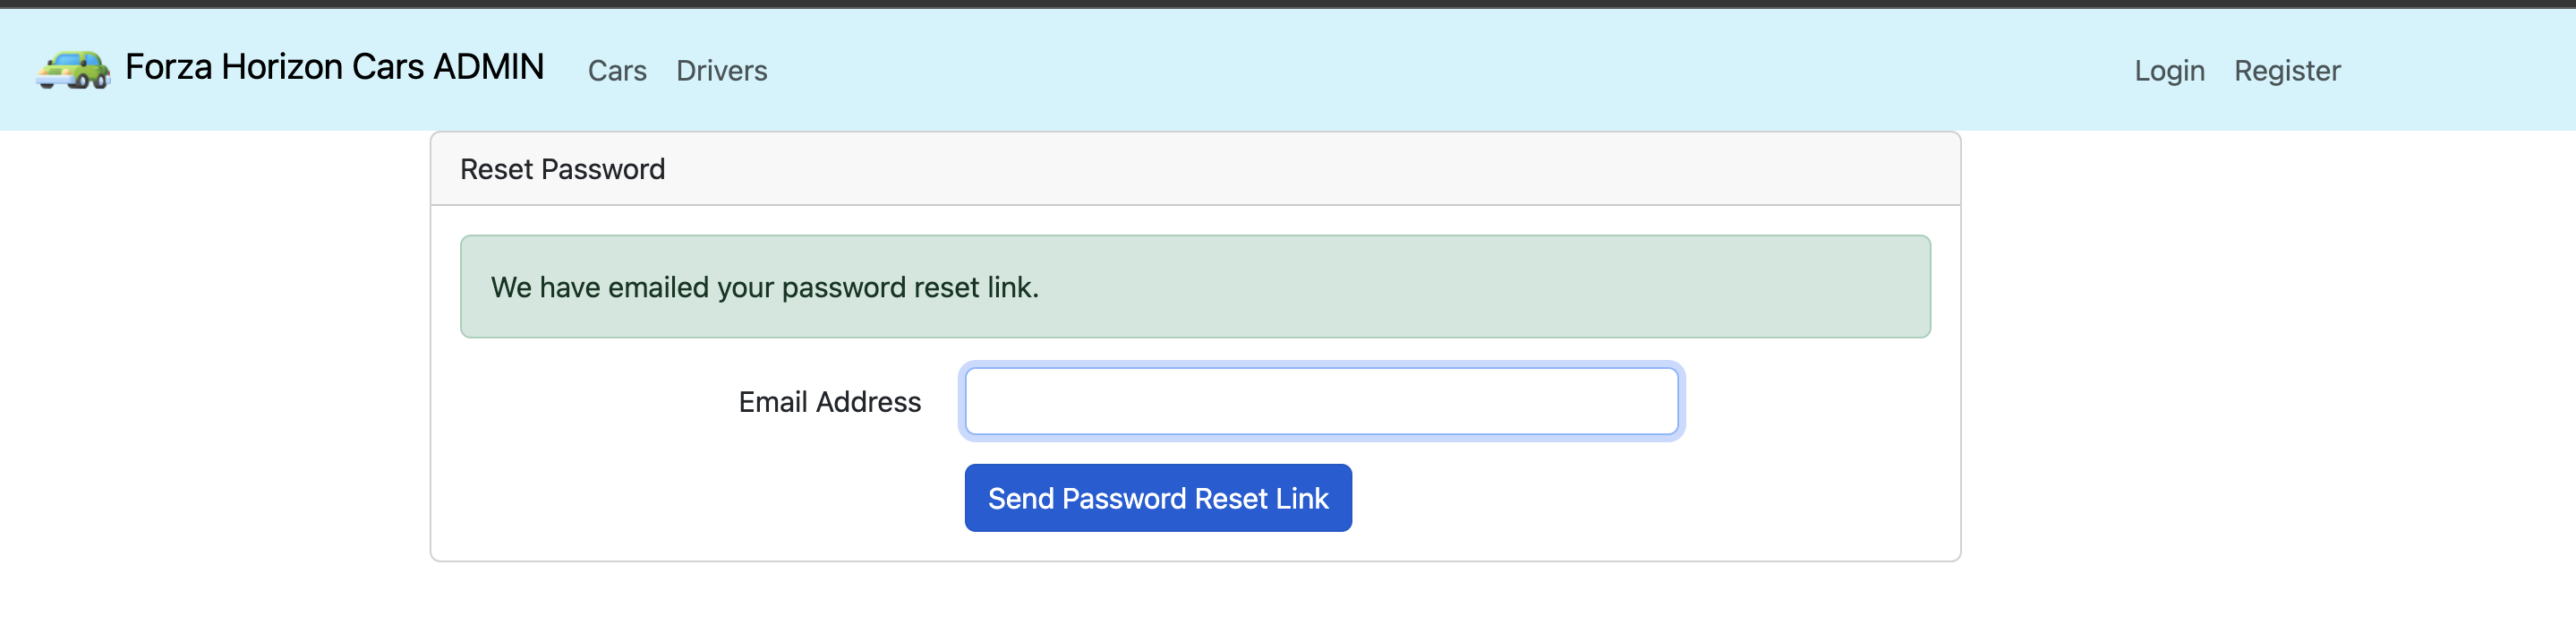 Forza Horizon Cars ADMIN Cars Drivers Login Register
Reset Password
We have emailed your password reset link.
Email Address
Send Password Reset Link